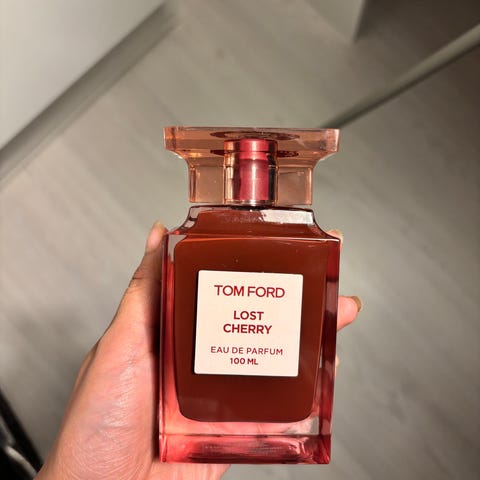 TOM FORD
LOST
CHERRY
EAU DE PARFUM
100 ML